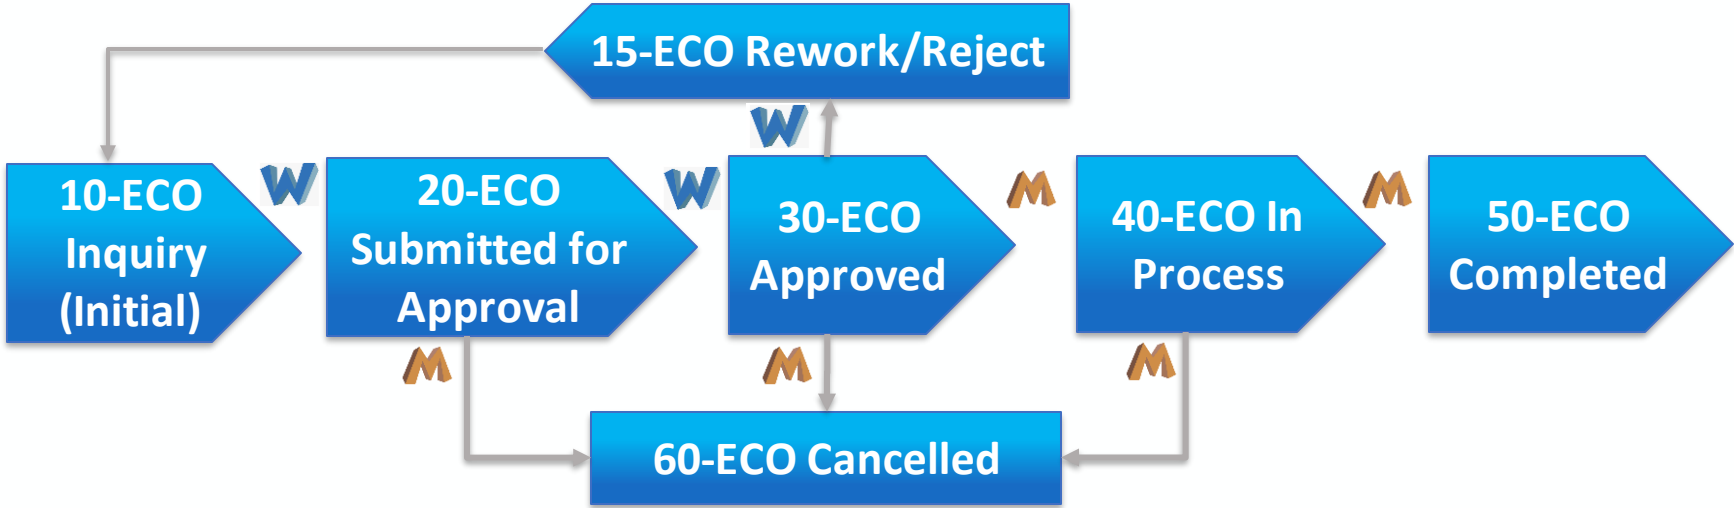 15-ECO Rework/Reject
W
10-ECO
Inquiry
(Initial)
W
20-ECO
Submitted for
Approval
W
30-ECO
Approved
M
40-ECO In
Process
M
50-ECO
Completed
M
M
M
60-ECO Cancelled